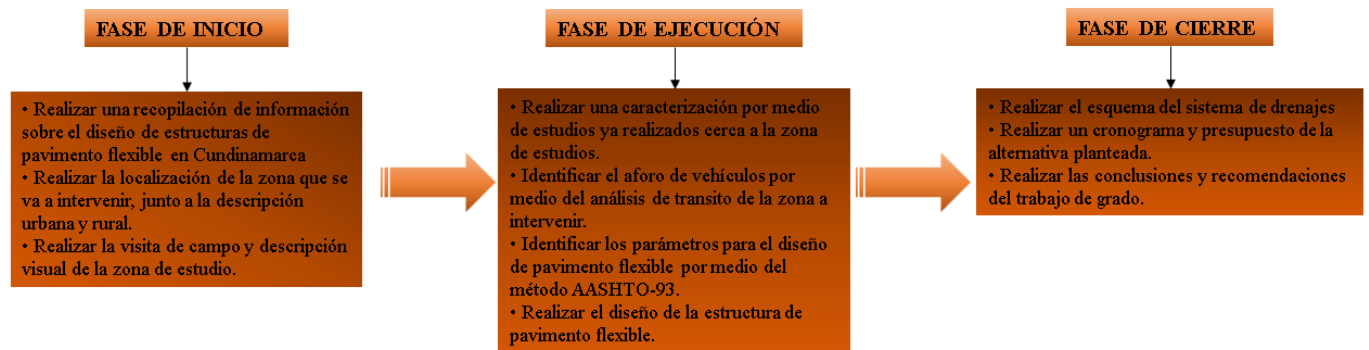 FASE DE INICIO
• Realizar una recopilación de información
sobre el diseño de estructuras de
pavimento flexible en Cundinamarca
• Realizar la localización de la zona que se
va a intervenir, junto a la descripción
urbana y rural.
• Realizar la visita de campo y descripción
visual de la zona de estudio.
FASE DE EJECUCIÓN
• Realizar una caracterización por medio
de estudios ya realizados cerca a la zona
de estudios.
• Identificar el aforo de vehículos por
medio del análisis de transito de la zona a
intervenir.
• Identificar los parámetros para el diseño
de pavimento flexible por medio del
método AASHTO-93.
• Realizar el diseño de la estructura de
pavimento flexible.
FASE DE CIERRE
• Realizar el esquema del sistema de drenajes
• Realizar un cronograma y presupuesto de la
alternativa planteada.
• Realizar las conclusiones y recomendaciones
del trabajo de grado.